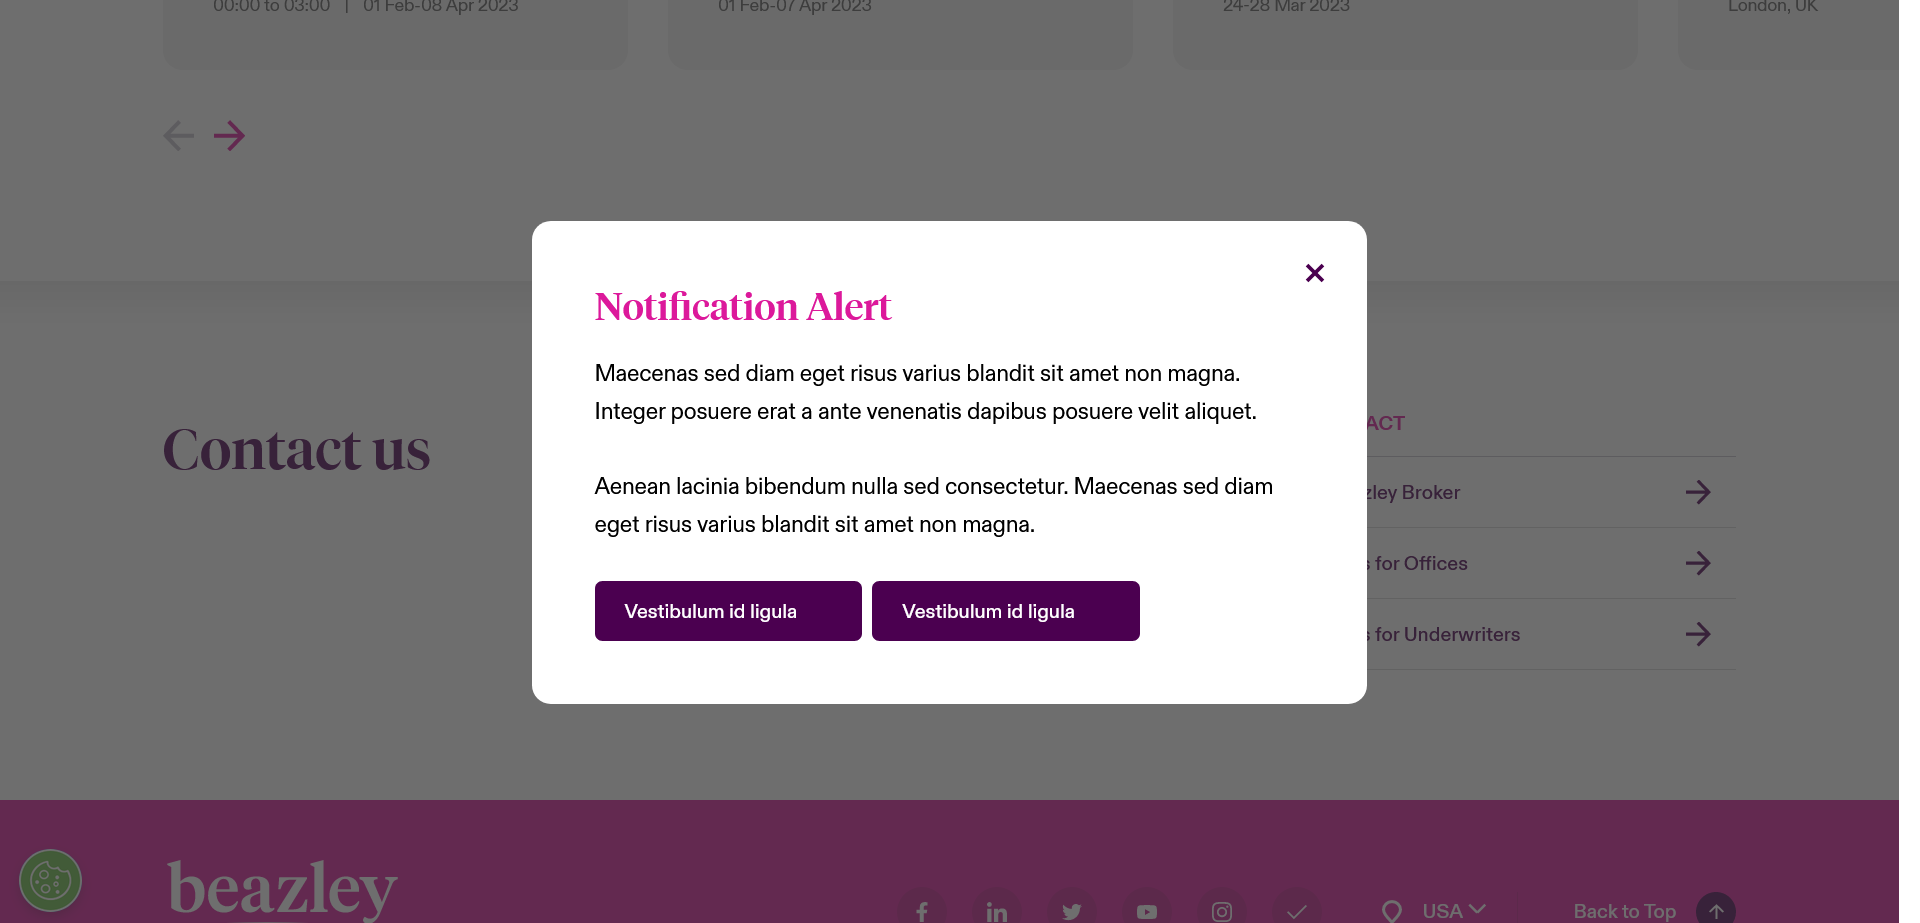 00:00 to 03:00 | 01 Feb-08 Apr 2023
01 Feb-07 Apr 2023
24-28 Mar 2023
London, UK
Notification Alert
Maecenas sed diam eget risus varius blandit sit amet non magna.
Integer posuere erat a ante venenatis dapibus posuere velit aliquet.
Aenean lacinia bibendum nulla sed consectetur. Maecenas sed diam
eget risus varius blandit sit amet non magna.
Vestibulum id ligula
Vestibulum id ligula
Contact us
ACT
zley Broker
s for Offices
s for Underwriters
beazley
USA
Back to Top